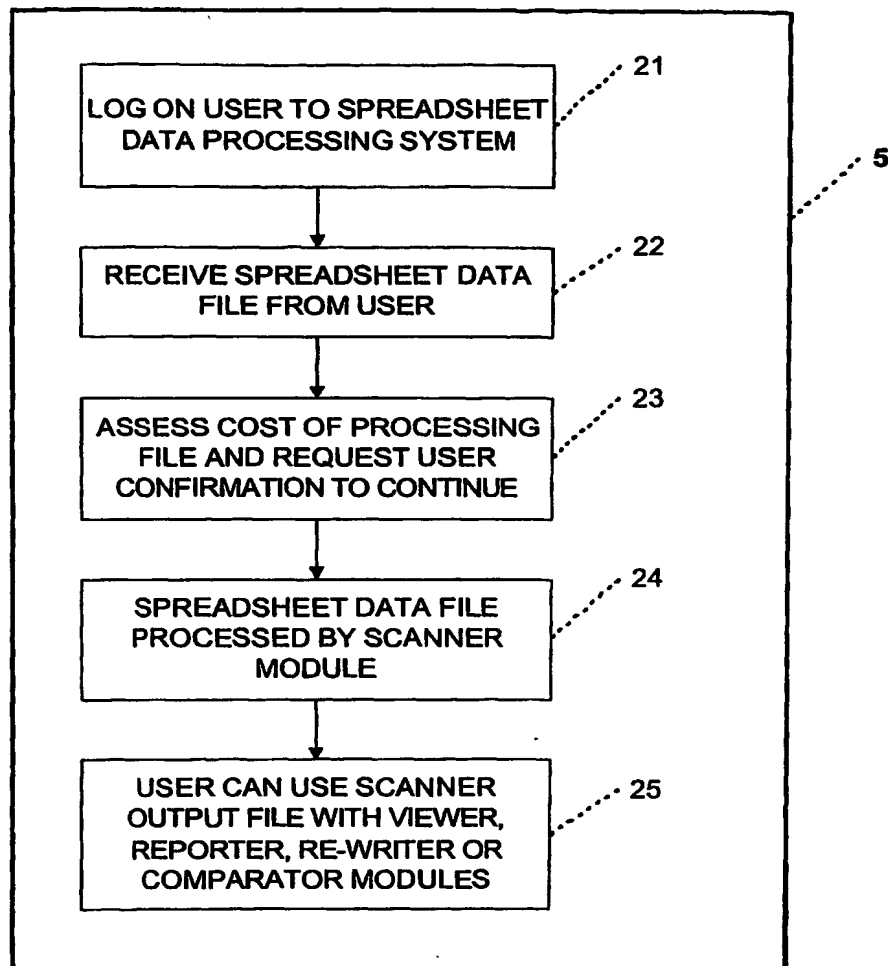 21
LOG ON USER TO SPREADSHEET
DATA PROCESSING SYSTEM
5
22
RECEIVE SPREADSHEET DATA
FILE FROM USER
23
ASSESS COST OF PROCESSING
FILE AND REQUEST USER
CONFIRMATION TO CONTINUE
24
SPREADSHEET DATA FILE
PROCESSED BY SCANNER
MODULE
25
USER CAN USE SCANNER
OUTPUT FILE WITH VIEWER,
REPORTER, RE-WRITER OR
COMPARATOR MODULES